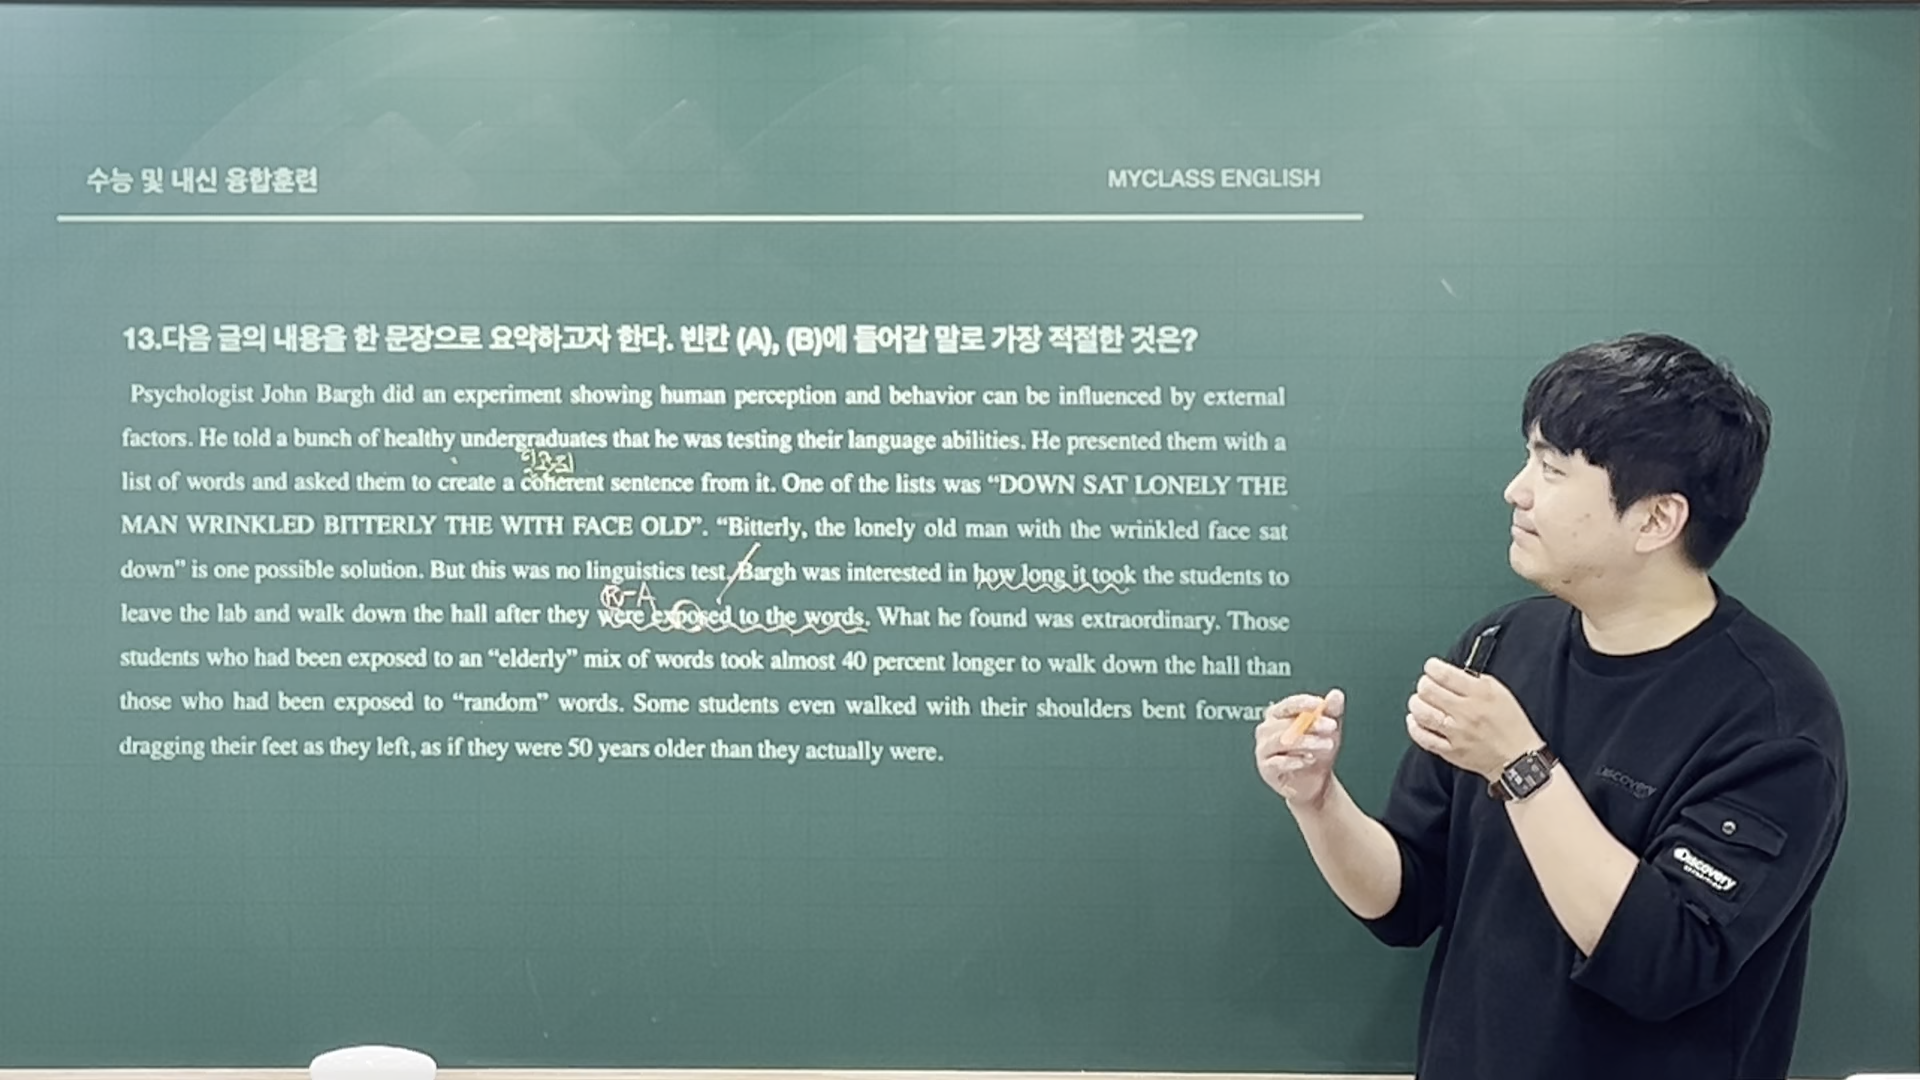 수능 및 내신 융합훈련
MYCLASS ENGLISH
13.다음 글의 내용을 한 문장으로 요약하고자 한다. 빈칸 (A), (B)에 들어갈 말로 가장 적절한 것은?
Psychologist John Bargh did an experiment showing human perception and behavior can be influenced by external
factors. He told a bunch of healthy undergraduates that he was testing their language abilities. He presented them with a
list of words and asked them to create a coherent sentence from it. One of the lists was “DOWN SAT LONELY THE
MAN WRINKLED BITTERLY THE WITH FACE OLD”. “Bitterly, the lonely old man with the wrinkled face sat
down” is one possible solution. But this was no linguistics test. Bargh was interested in how long it took the students to
R-A
leave the lab and walk down the hall after they were exposed to the words. What he found was extraordinary. Those
students who had been exposed to an “elderly” mix of words took almost 40 percent longer to walk down the hall than
those who had been exposed to “random” words. Some students even walked with their shoulders bent forward
dragging their feet as they left, as if they were 50 years older than they actually were.
Discovery
Discovery